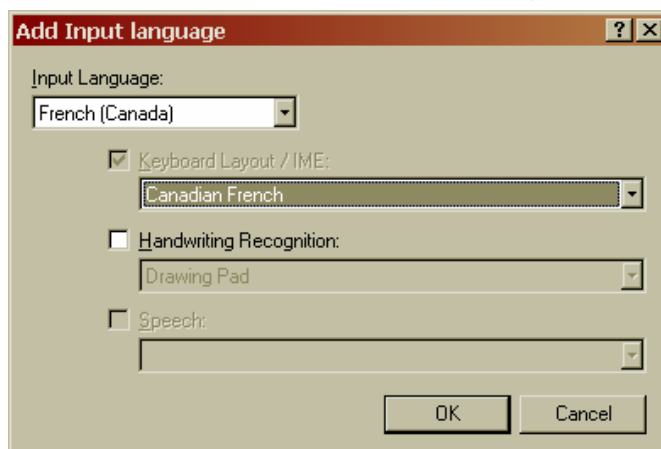 Add Input language
Input Language:
French (Canada)
Keyboard Layout / IME:
Canadian French
Handwriting Recognition:
Drawing Pad
Speech:
OK Cancel